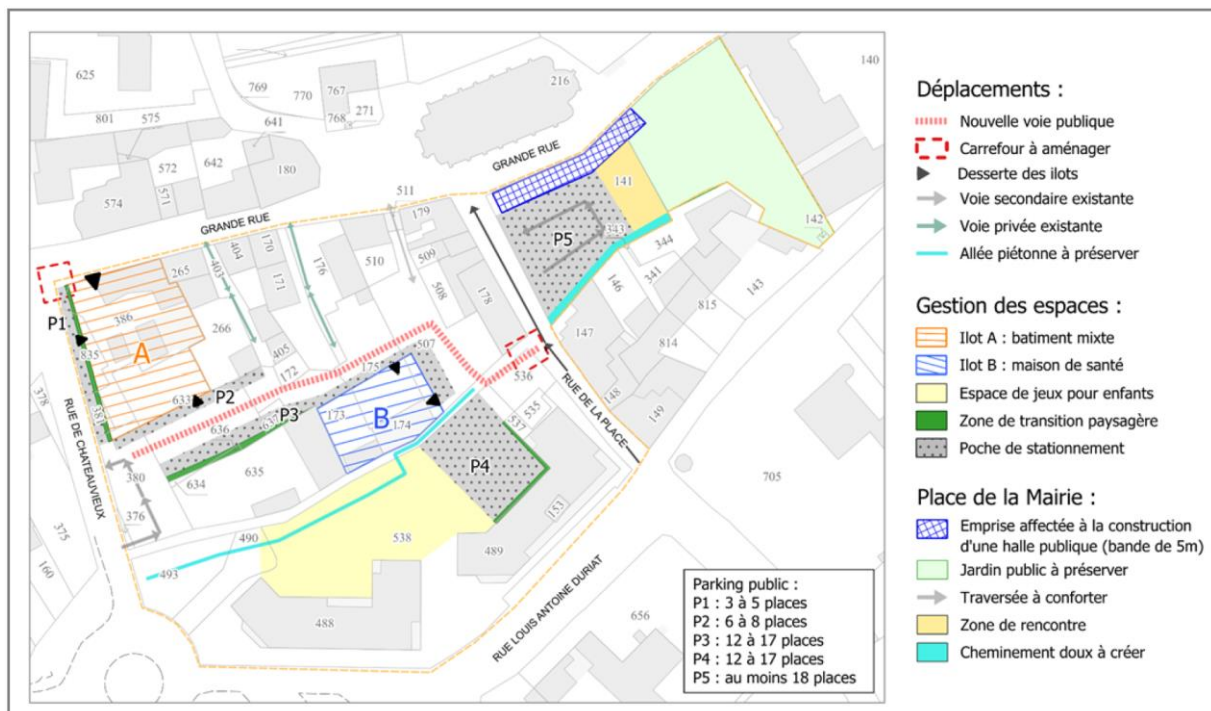 625
801
575
769
770
767
768
271
216
140
641
572
642
180
574
571
GRANDE RUE
511
GRANDE RUE
141
142
179
P5
343
344
404
170
403
265
171
176
510
509
508
178
146
341
815
143
P1
386
835
A
266
405
172
507
175
147
814
536
378
381
633
P2
636
P3
637
173
B
174
535
537
RUE DE LA PLACE
148
149
RUE DE CHATEAUVIEUX
380
634
635
P4
705
376
375
160
490
538
153
493
489
488
RUE LOUIS ANTOINE DURIAT
656
Parking public :
P1 : 3 à 5 places
P2 : 6 à 8 places
P3 : 12 à 17 places
P4 : 12 à 17 places
P5 : au moins 18 places
Déplacements :
Nouvelle voie publique
Carrefour à aménager
Desserte des ilots
Voie secondaire existante
Voie privée existante
Allée piétonne à préserver
Gestion des espaces :
Ilot A : batiment mixte
Ilot B : maison de santé
Espace de jeux pour enfants
Zone de transition paysagère
Poche de stationnement
Place de la Mairie :
Emprise affectée à la construction
d'une halle publique (bande de 5m)
Jardin public à préserver
Traversée à conforter
Zone de rencontre
Cheminement doux à créer